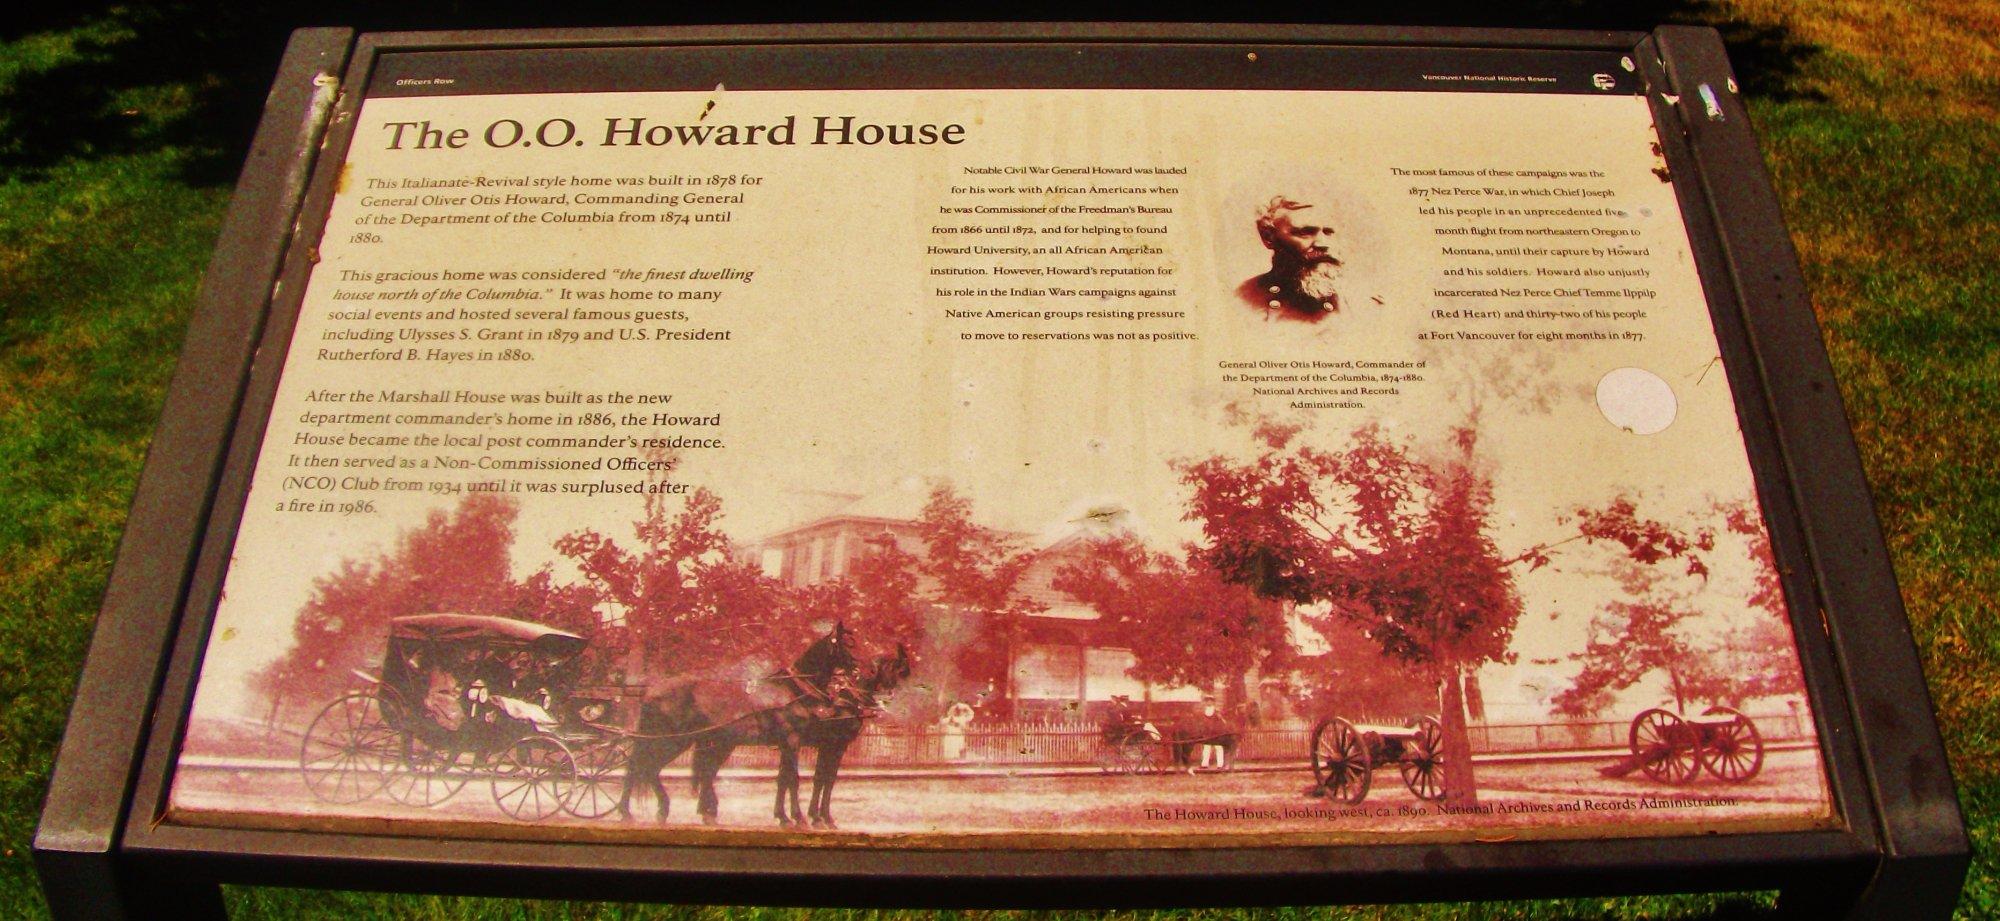 Officers Row
Vancouver National Historic Reserve
The O.O. Howard House
This Italianate-Revival style home was built in 1878 for
General Oliver Otis Howard, Commanding General
of the Department of the Columbia from 1874 until
1880.
This gracious home was considered "the finest dwelling
house north of the Columbia." It was home to many
social events and hosted several famous guests,
including Ulysses S. Grant in 1879 and U.S. President
Rutherford B. Hayes in 1880.
After the Marshall House was built as the new
department commander's home in 1886, the Howard
House became the local post commander's residence.
It then served as a Non-Commissioned Officers'
(NCO) Club from 1934 until it was surplused after
a fire in 1986.
Notable Civil War General Howard was lauded
for his work with African Americans when
he was Commissioner of the Freedman's Bureau
from 1866 until 1872, and for helping to found
Howard University, an all African American
institution. However, Howard's reputation for
his role in the Indian Wars campaigns against
Native American groups resisting pressure
to move to reservations was not as positive.
General Oliver Otis Howard, Commander of
the Department of the Columbia, 1874-1880.
National Archives and Records
Administration.
The most famous of these campaigns was the
1877 Nez Perce War, in which Chief Joseph
led his people in an unprecedented five
month flight from northeastern Oregon to
Montana, until their capture by Howard
and his soldiers. Howard also unjustly
incarcerated Nez Perce Chief Temme Ilppilp
(Red Heart) and thirty-two of his people
at Fort Vancouver for eight months in 1877.
The Howard House, looking west, ca. 1890. National Archives and Records Administration.